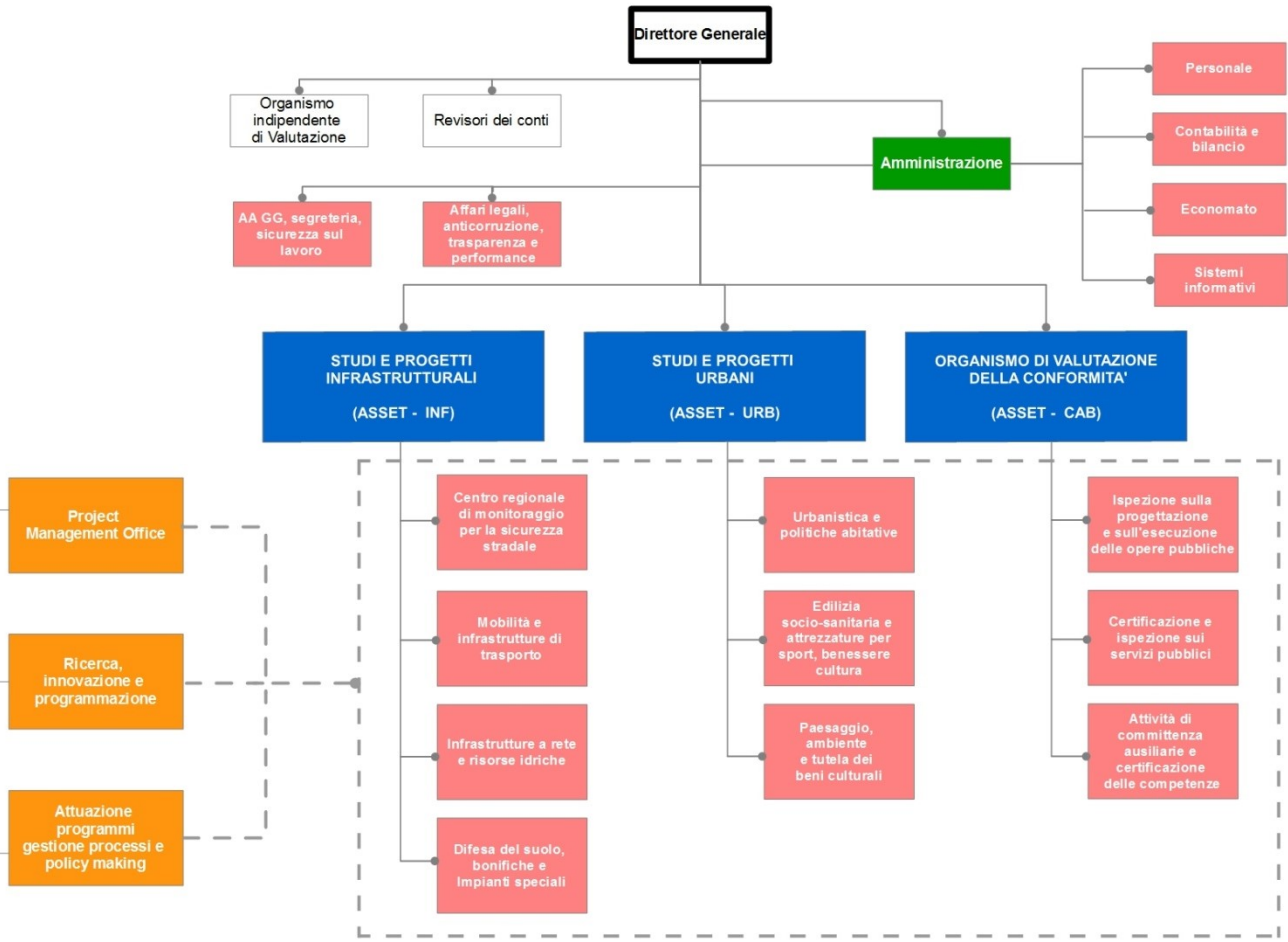 Direttore Generale
Organismo
indipendente
di Valutazione
Revisori dei conti
Amministrazione
Personale
Contabilità e
bilancio
Economato
Sistemi
informativi
AA GG, segreteria,
sicurezza sul
lavoro
Affari legali,
anticorruzione,
trasparenza e
performance
STUDI E PROGETTI
INFRASTRUTTURALI
(ASSET - INF)
STUDI E PROGETTI
URBANI
(ASSET - URB)
ORGANISMO DI VALUTAZIONE
DELLA CONFORMITA'
(ASSET - CAB)
Project
Management Office
Ricerca,
innovazione e
programmazione
Attuazione
programmi
gestione processi e
policy making
Centro regionale
di monitoraggio
per la sicurezza
stradale
Mobilità e
infrastrutture di
trasporto
Infrastrutture a rete
e risorse idriche
Difesa del suolo,
bonifiche e
Impianti speciali
Urbanistica e
politiche abitative
Edilizia
socio-sanitaria e
attrezzature per
sport, benessere
cultura
Paesaggio,
ambiente
e tutela dei
beni culturali
Ispezione sulla
progettazione
e sull'esecuzione
delle opere pubbliche
Certificazione e
ispezione sui
servizi pubblici
Attività di
committenza
ausiliarie e
certificazione
delle competenze